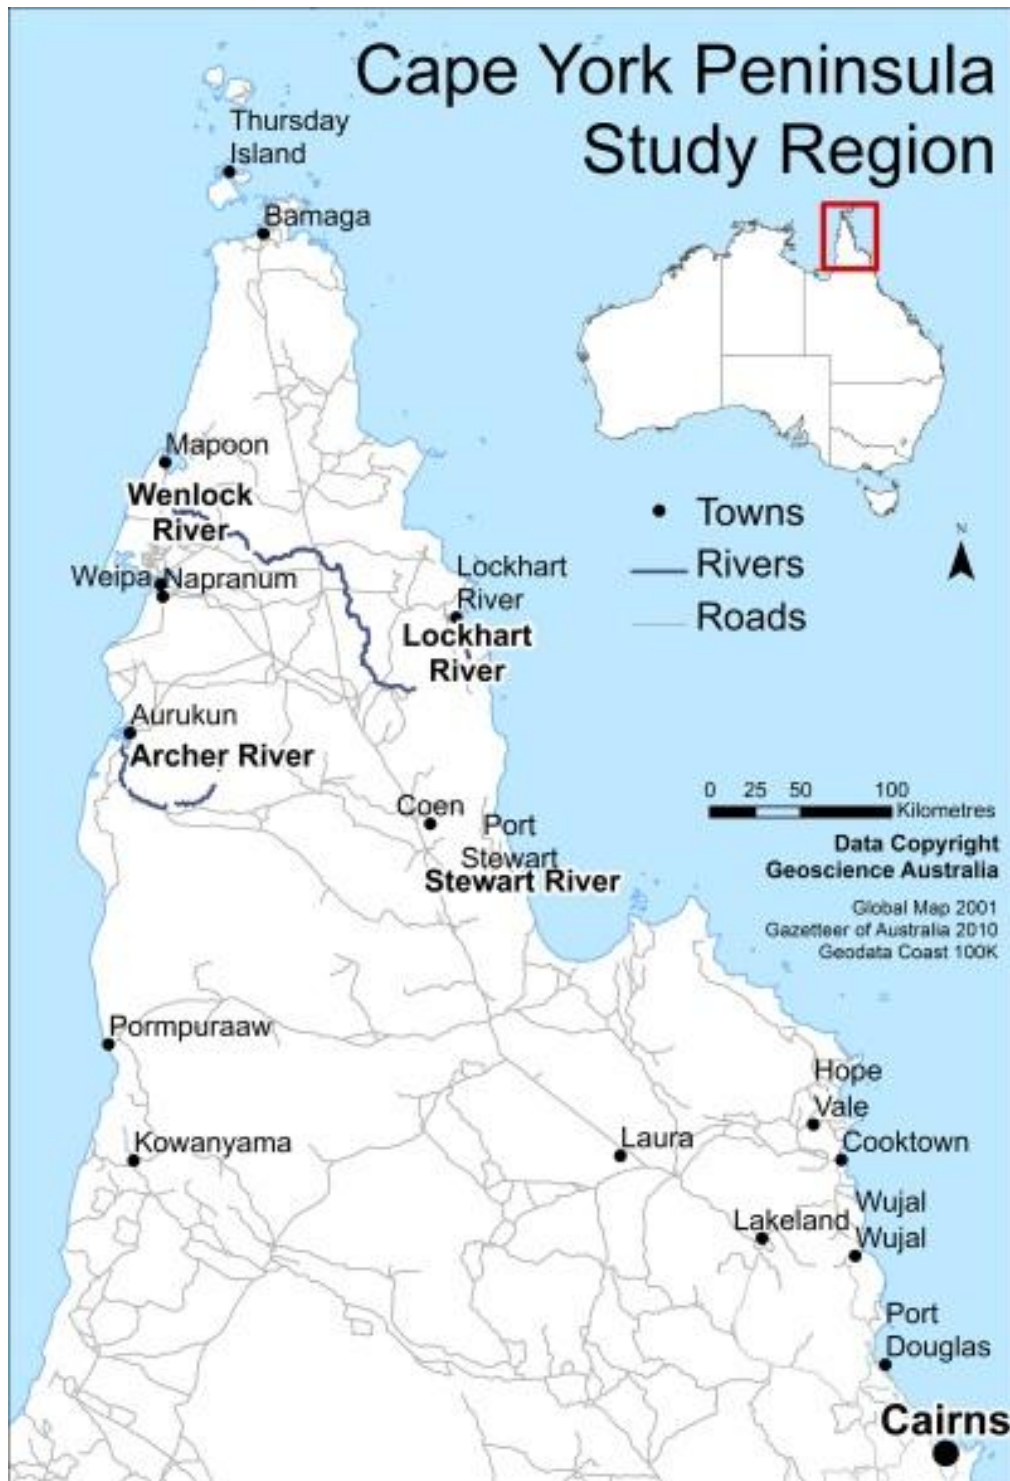 Cape York Peninsula
Study Region
Thursday
Island
Bamaga
Mapoon
Wenlock
River
Towns
Rivers
Roads
N
Weipa
Napranum
Lockhart
River
Lockhart
River
Aurukun
Archer River
0 25 50 100
Kilometres
Coen
Port
Stewart
Stewart River
Data Copyright
Geoscience Australia
Global Map 2001
Gazetteer of Australia 2010
Geodata Coast 100K
Pormpuraaw
Hope
Vale
Kowanyama
Laura
Cooktown
Wujal
Wujal
Lakeland
Port
Douglas
Cairns